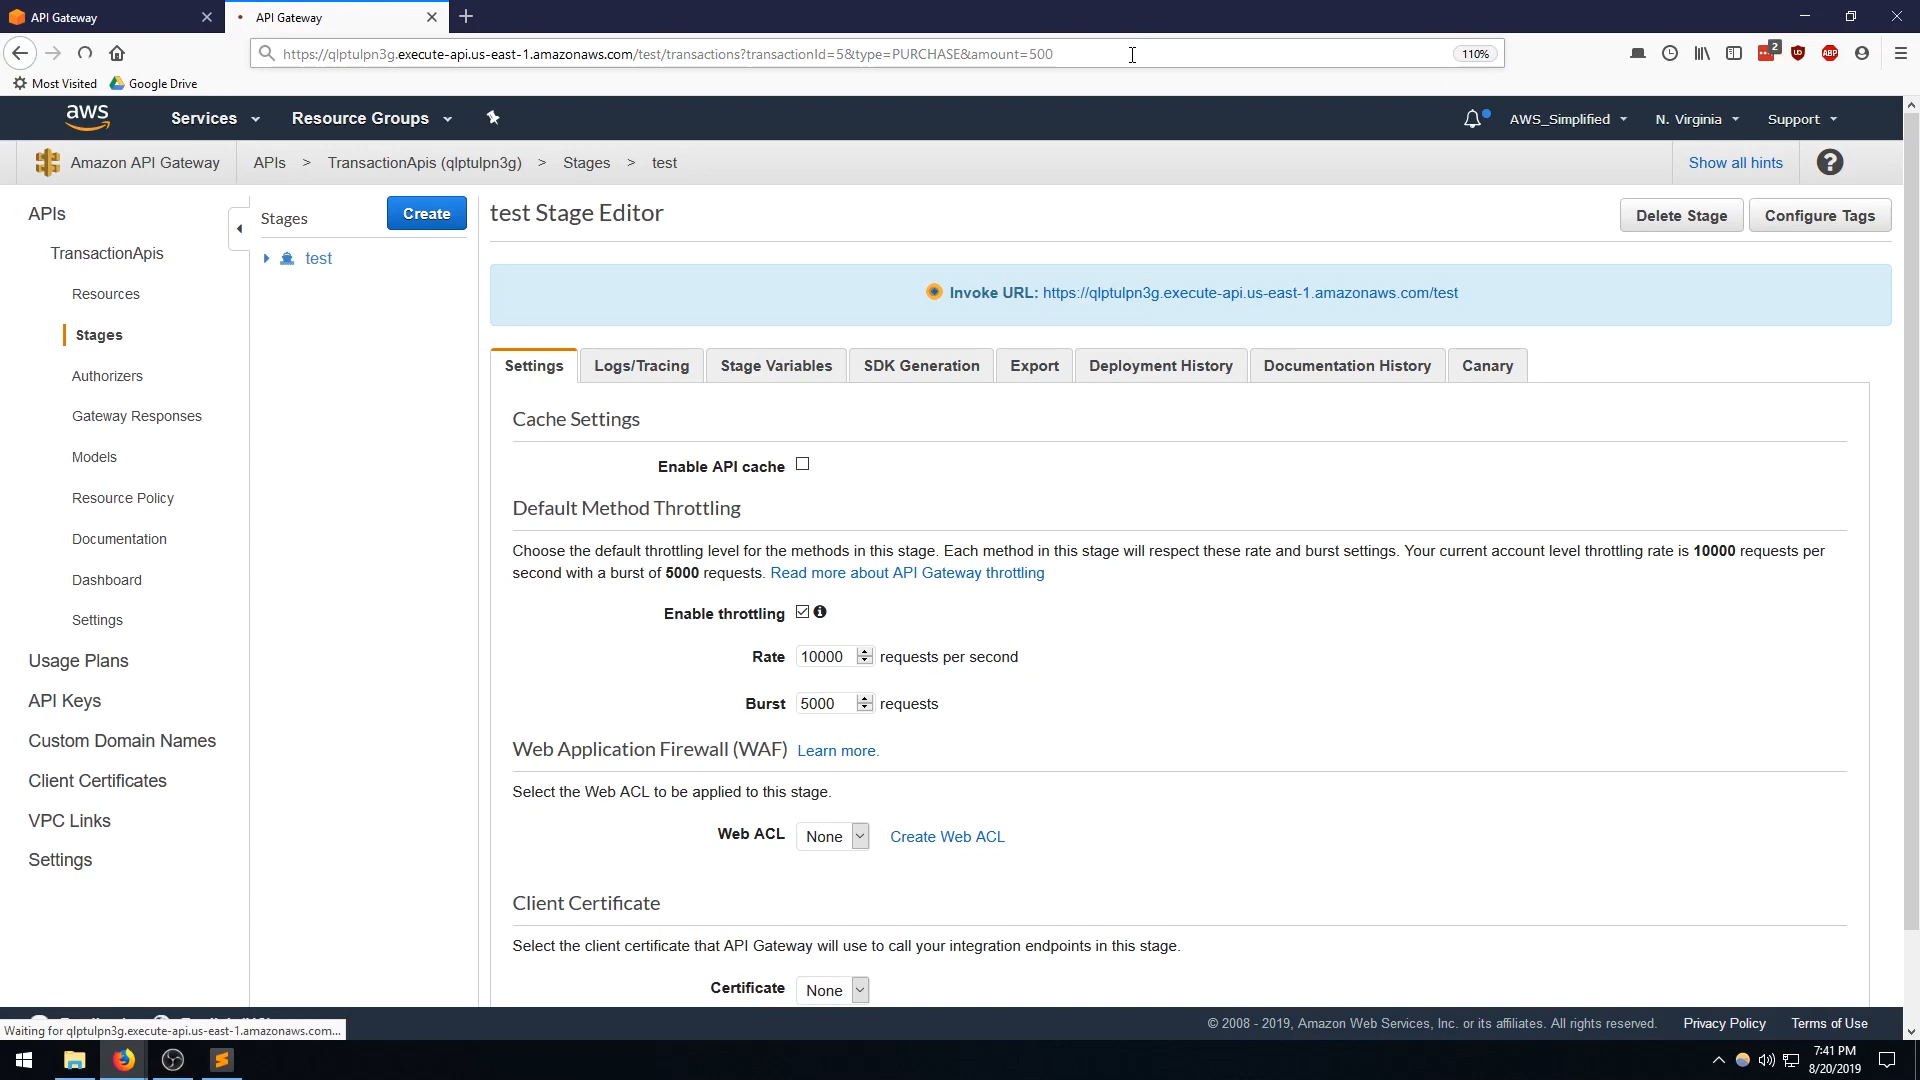 API Gateway
API Gateway
https://qlptulpn3g.execute-api.us-east-1.amazonaws.com/test/transactions?transactionId=5&type=PURCHASE&amount=500
110%
2
UD
ABP
Most Visited
Google Drive
aws
Services
Resource Groups
AWS_Simplified
N. Virginia
Support
Amazon API Gateway
APIs > TransactionApis (qlptulpn3g) > Stages > test
Show all hints
?
APIs
TransactionApis
Resources
Stages
Authorizers
Gateway Responses
Models
Resource Policy
Documentation
Dashboard
Settings
Usage Plans
API Keys
Custom Domain Names
Client Certificates
VPC Links
Settings
Stages
Create
test
test Stage Editor
Delete Stage
Configure Tags
Invoke URL: https://qlptulpn3g.execute-api.us-east-1.amazonaws.com/test
Settings
Logs/Tracing
Stage Variables
SDK Generation
Export
Deployment History
Documentation History
Canary
Cache Settings
Enable API cache
Default Method Throttling
Choose the default throttling level for the methods in this stage. Each method in this stage will respect these rate and burst settings. Your current account level throttling rate is 10000 requests per
second with a burst of 5000 requests. Read more about API Gateway throttling
Enable throttling
Rate 10000 requests per second
Burst 5000 requests
Web Application Firewall (WAF) Learn more.
Select the Web ACL to be applied to this stage.
Web ACL None Create Web ACL
Client Certificate
Select the client certificate that API Gateway will use to call your integration endpoints in this stage.
Certificate None
Waiting for qlptulpn3g.execute-api.us-east-1.amazonaws.com...
© 2008 - 2019, Amazon Web Services, Inc. or its affiliates. All rights reserved.
Privacy Policy
Terms of Use
7:41 PM
8/20/2019